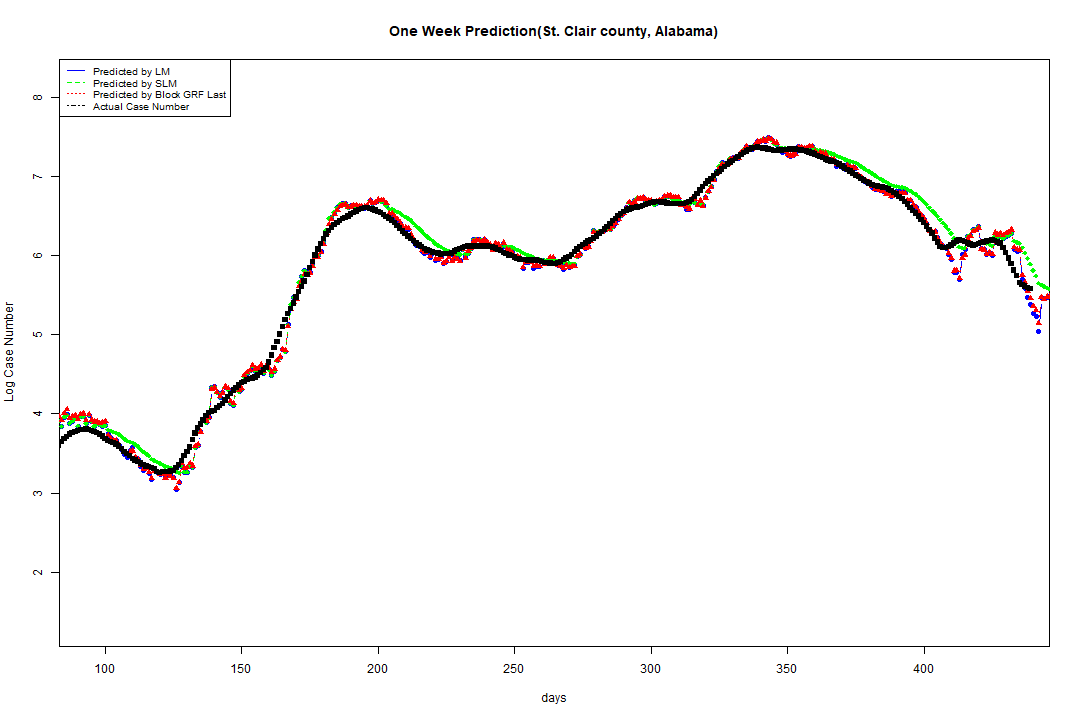 One Week Prediction(St. Clair county, Alabama)
Predicted by LM
Predicted by SLM
Predicted by Block GRF Last
Actual Case Number
8
7
6
5
4
3
2
Log Case Number
100 150 200 250 300 350 400
days